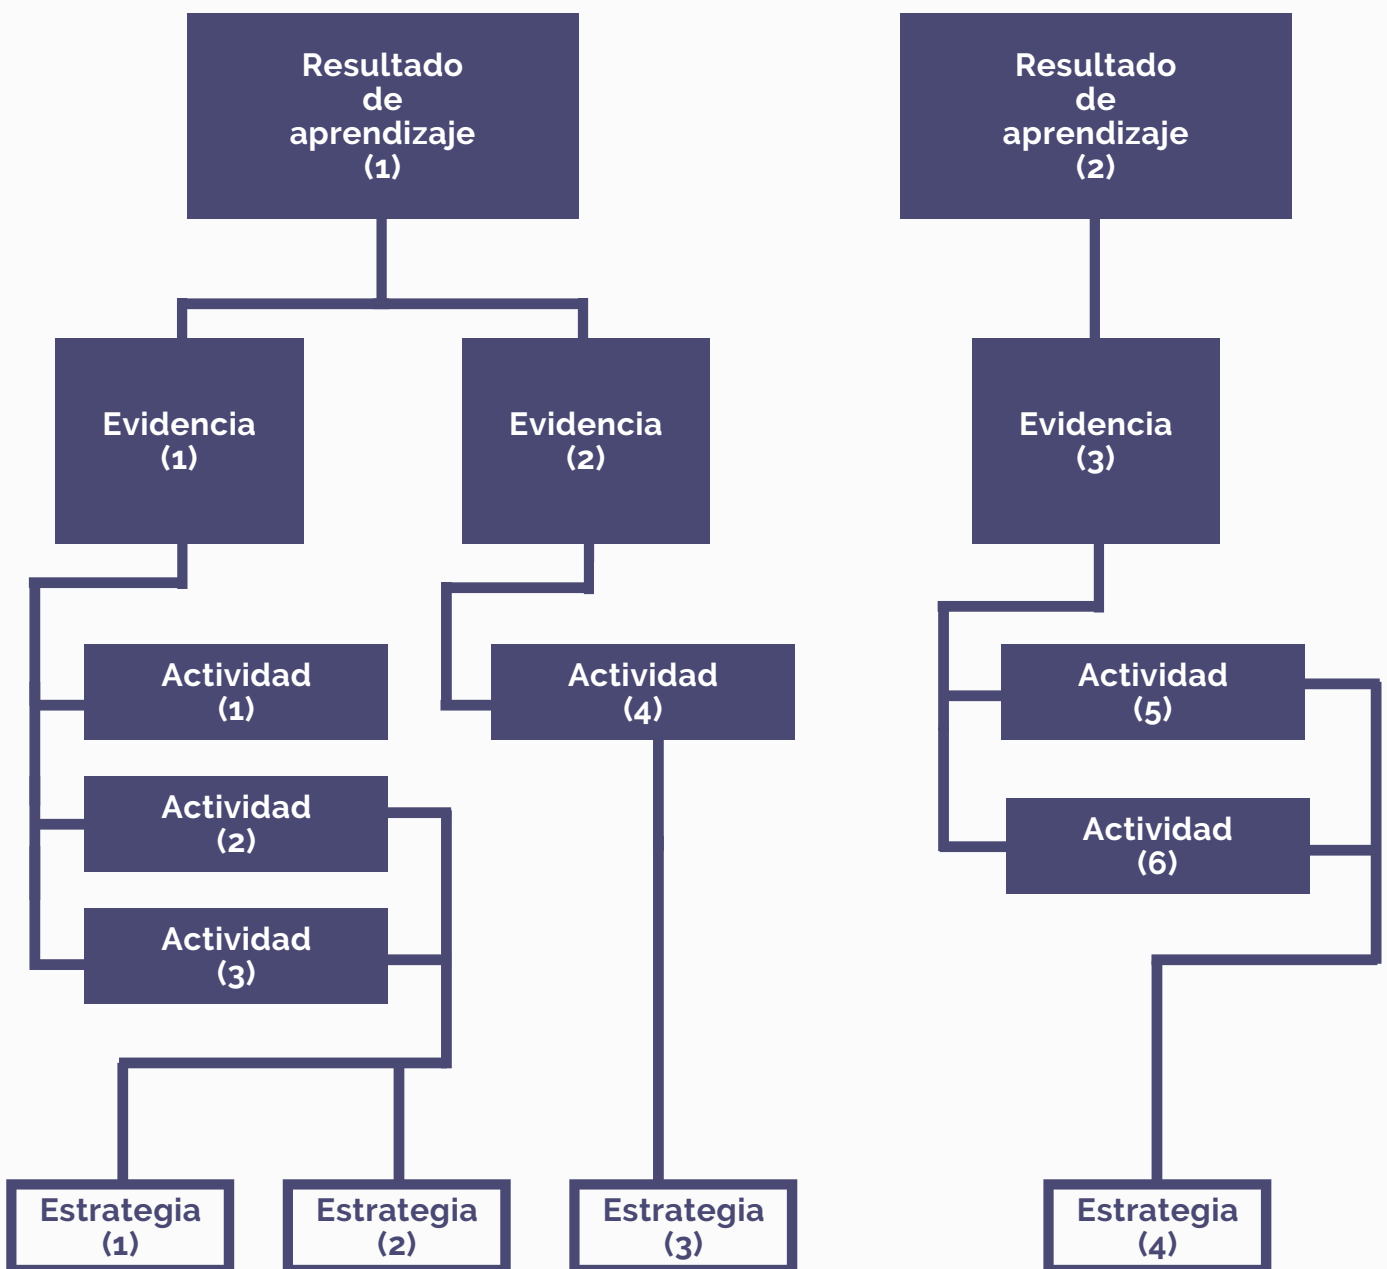 Resultado
de
aprendizaje
(1)
Resultado
de
aprendizaje
(2)
Evidencia
(1)
Evidencia
(2)
Evidencia
(3)
Actividad
(1)
Actividad
(4)
Actividad
(5)
Actividad
(2)
Actividad
(6)
Actividad
(3)
Estrategia
(1)
Estrategia
(2)
Estrategia
(3)
Estrategia
(4)